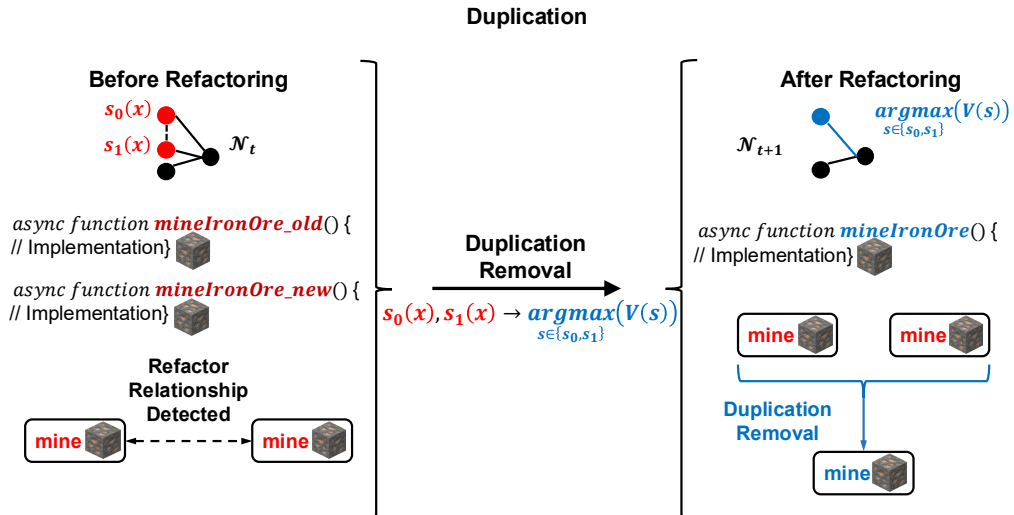 Duplication
Before Refactoring
s₀(x)
s₁(x)
𝒩ₜ
async function mineIronOre_old() {
// Implementation}
async function mineIronOre_new() {
// Implementation}
Refactor
Relationship
Detected
mine
mine
Duplication
Removal
s₀(x), s₁(x) → argmax(V(s))
s∈{s₀,s₁}
After Refactoring
argmax(V(s))
s∈{s₀,s₁}
𝒩ₜ₊₁
async function mineIronOre() {
// Implementation}
mine
mine
Duplication
Removal
mine